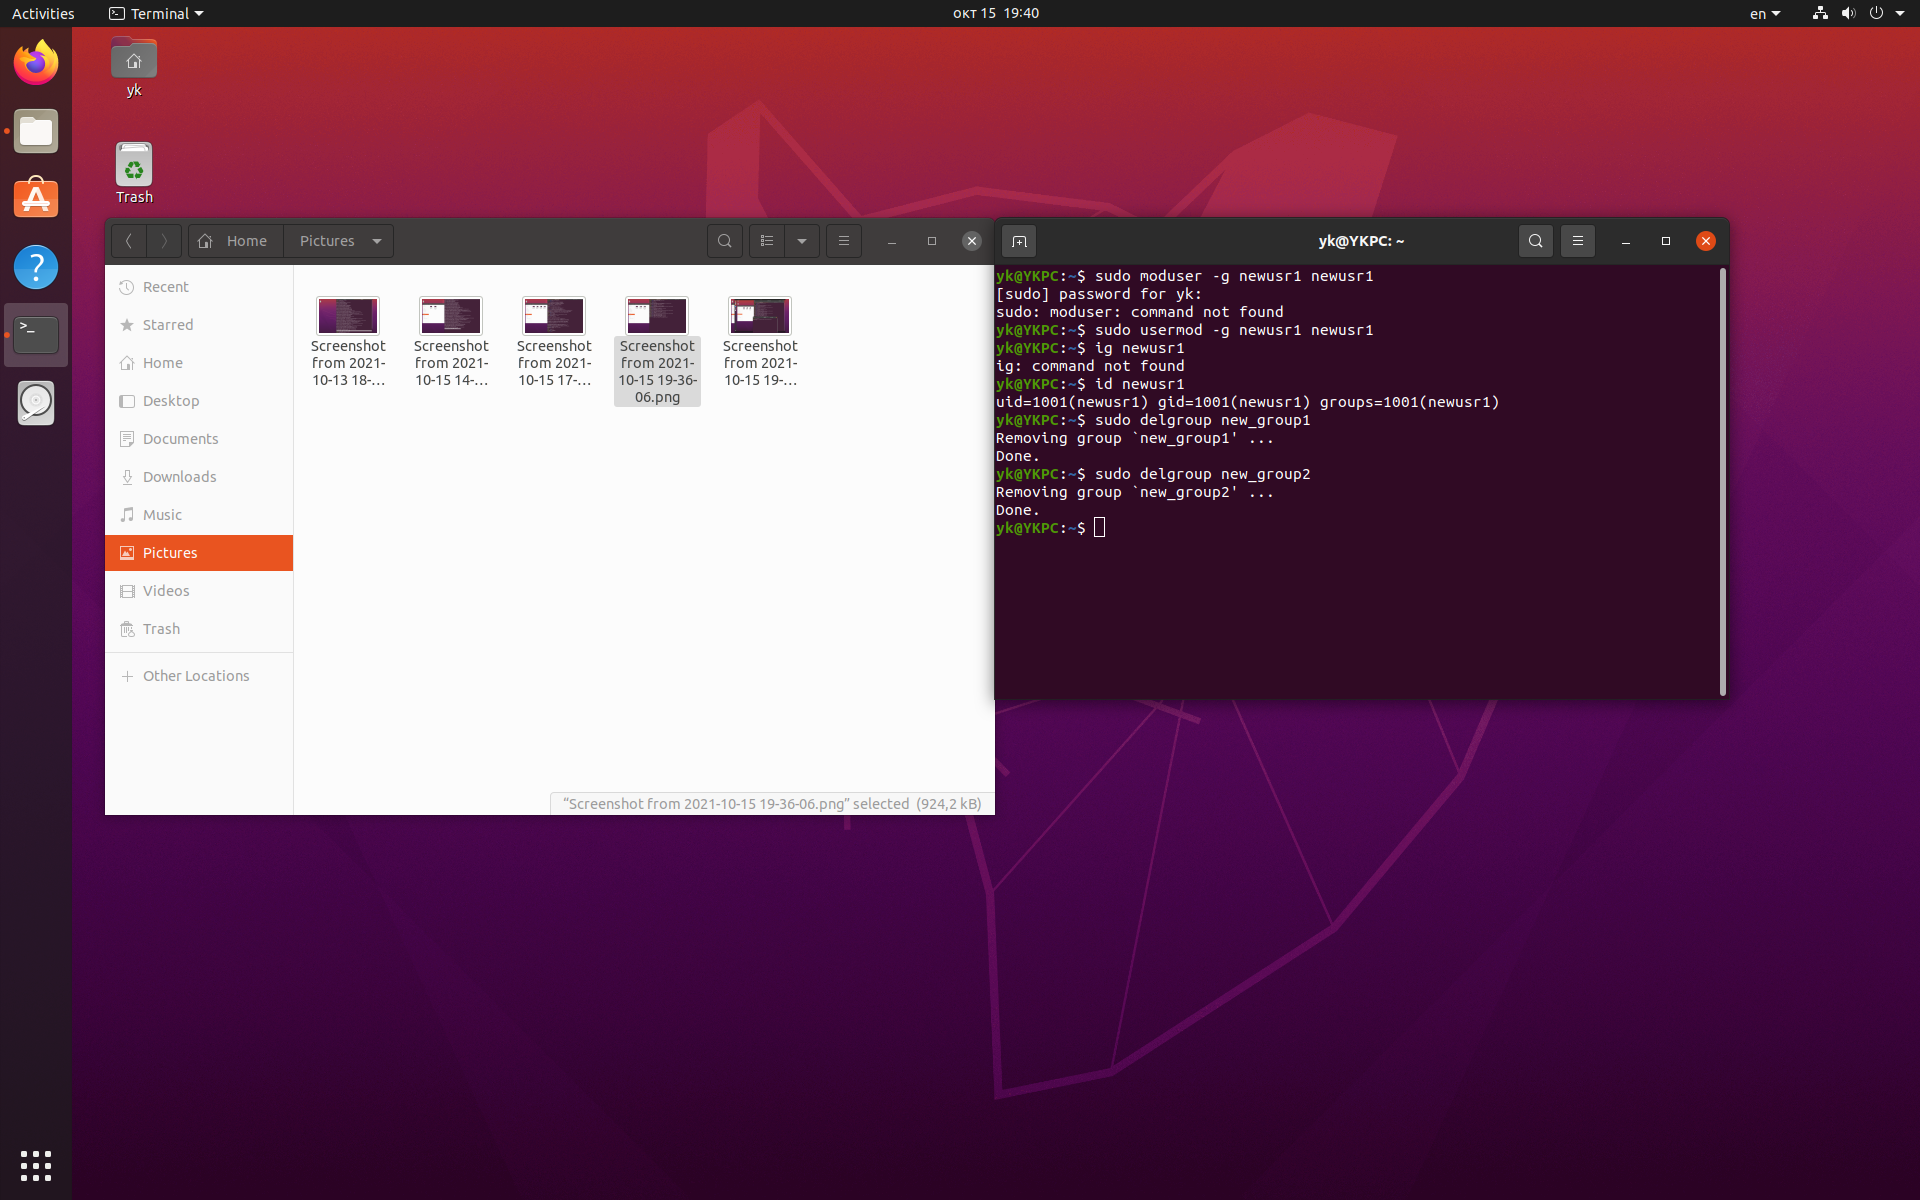 Activities
Terminal
окт 15 19:40
en
yk
Trash
Home
Pictures
Recent
Starred
Home
Desktop
Documents
Downloads
Music
Pictures
Videos
Trash
Other Locations
Screenshot
from 2021-
10-13 18-...
Screenshot
from 2021-
10-15 14-...
Screenshot
from 2021-
10-15 17-...
Screenshot
from 2021-
10-15 19-36-
06.png
Screenshot
from 2021-
10-15 19-...
“Screenshot from 2021-10-15 19-36-06.png” selected (924,2 kB)
yk@YKPC: ~
yk@YKPC:~$ sudo moduser -g newusr1 newusr1
[sudo] password for yk:
sudo: moduser: command not found
yk@YKPC:~$ sudo usermod -g newusr1 newusr1
yk@YKPC:~$ ig newusr1
ig: command not found
yk@YKPC:~$ id newusr1
uid=1001(newusr1) gid=1001(newusr1) groups=1001(newusr1)
yk@YKPC:~$ sudo delgroup new_group1
Removing group `new_group1' ...
Done.
yk@YKPC:~$ sudo delgroup new_group2
Removing group `new_group2' ...
Done.
yk@YKPC:~$